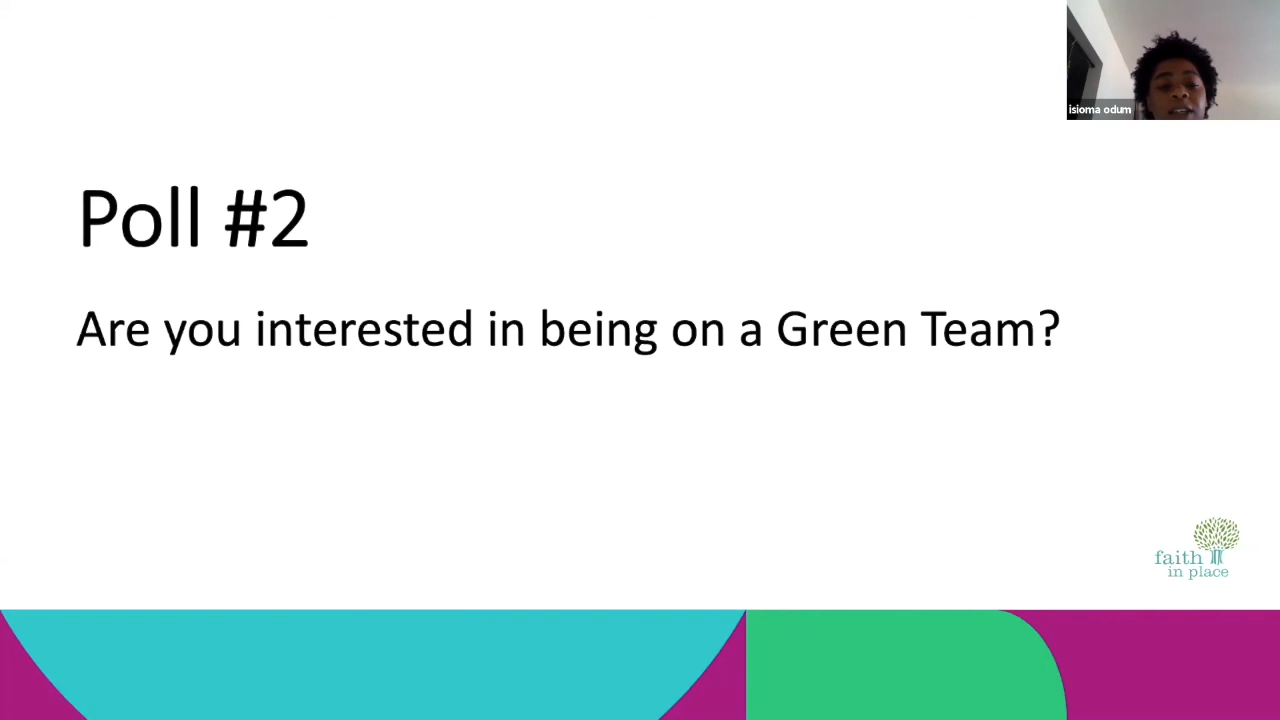 isioma odum
Poll #2
Are you interested in being on a Green Team?
faith
in place